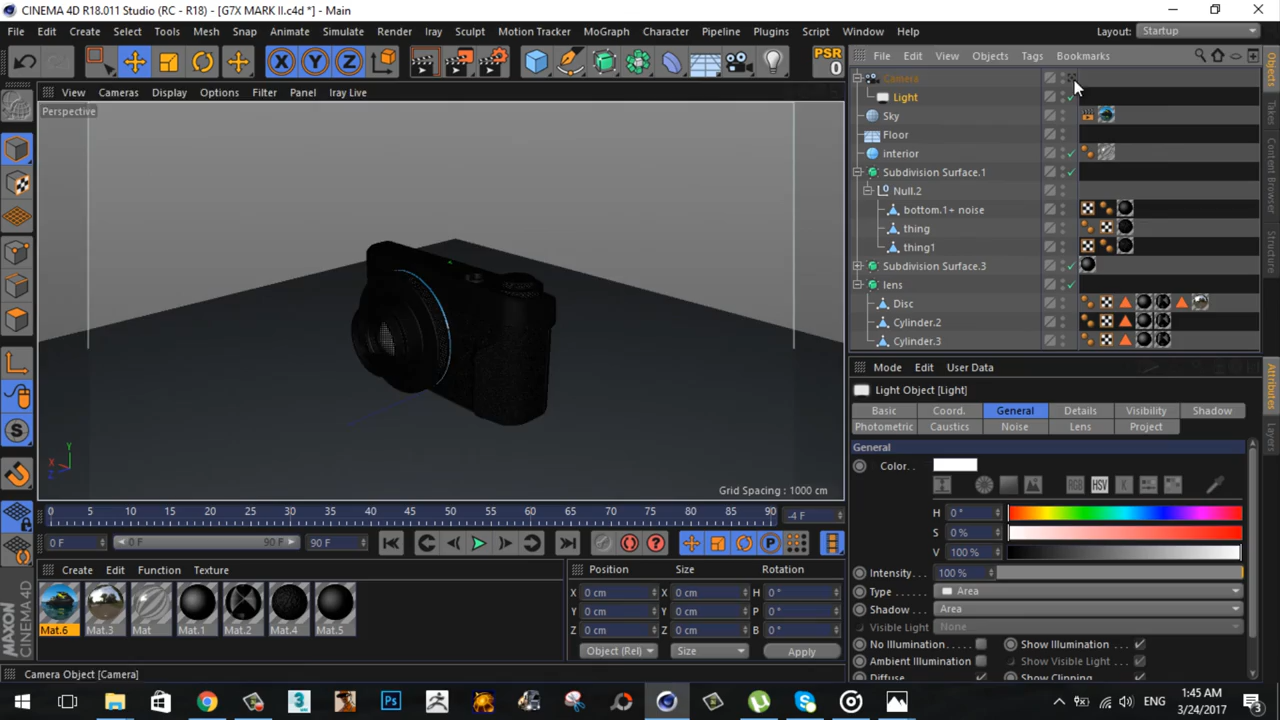 CINEMA 4D R18.011 Studio (RC - R18) - [G7X MARK II.c4d *] - Main
File Edit Create Select Tools Mesh Snap Animate Simulate Render Iray Sculpt Motion Tracker MoGraph Character Pipeline Plugins Script Window Help Layout: Startup
X Y Z PSR 0
File Edit View Objects Tags Bookmarks
View Cameras Display Options Filter Panel Iray Live
Perspective
Camera
Light
Sky
Floor
interior
Subdivision Surface.1
Null.2
bottom.1+ noise
thing
thing1
Subdivision Surface.3
lens
Disc
Cylinder.2
Cylinder.3
Objects
Takes
Content Browser
Structure
Attributes
Layers
Mode Edit User Data
Light Object [Light]
Basic Coord. General Details Visibility Shadow
Photometric Caustics Noise Lens Project
General
Color. .
RGB HSV K
H 0 °
S 0 %
V 100 %
Intensity. 100 %
Type . . Area
Shadow. Area
Visible Light None
No Illumination . . Show Illumination
Ambient Illumination Show Visible Light
Diffuse Show Clipping
Y X Z
Grid Spacing : 1000 cm
0 5 10 15 20 25 30 35 40 45 50 55 60 65 70 75 80 85 90 -4 F
0 F 0 F 90 F 90 F
Create Edit Function Texture
Mat.6 Mat.3 Mat Mat.1 Mat.2 Mat.4 Mat.5
Position Size Rotation
X 0 cm X 0 cm H 0 °
Y 0 cm Y 0 cm P 0 °
Z 0 cm Z 0 cm B 0 °
Object (Rel) Size Apply
MAXON CINEMA 4D
Camera Object [Camera]
ENG 1:45 AM
3/24/2017